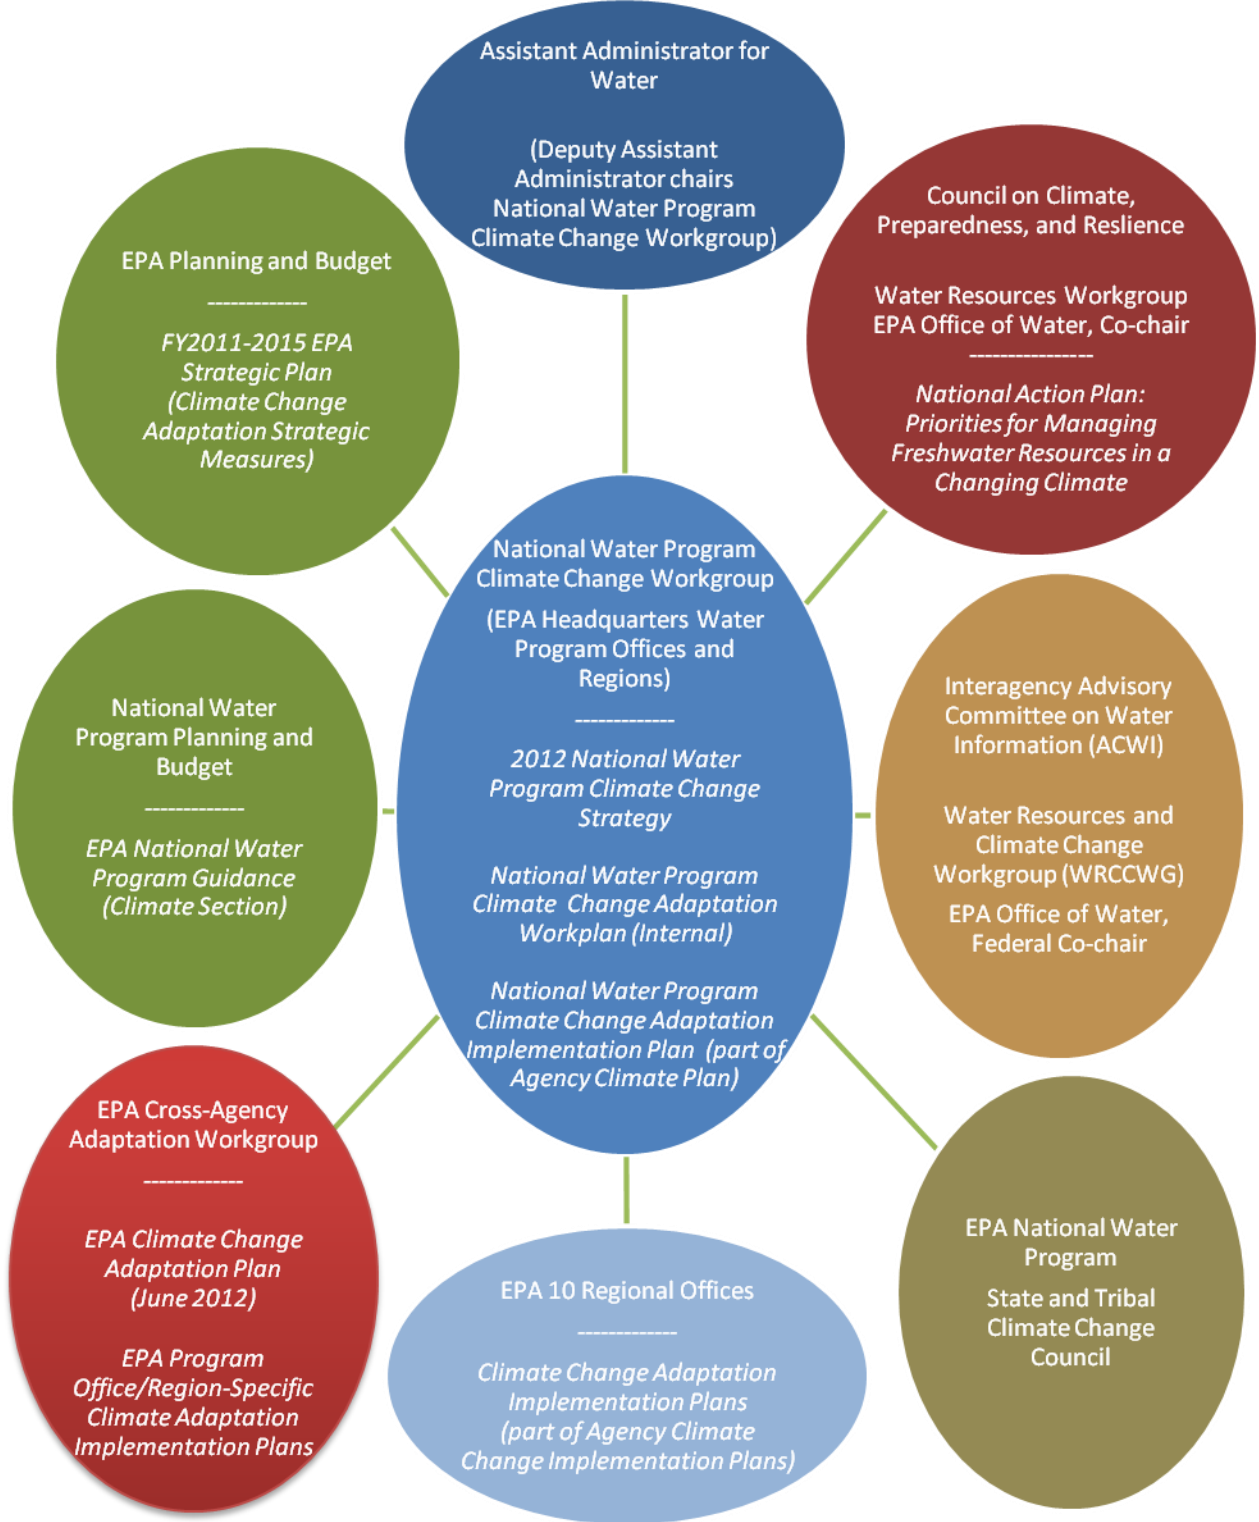 Assistant Administrator for
Water
(Deputy Assistant
Administrator chairs
National Water Program
Climate Change Workgroup)
EPA Planning and Budget
-------------
FY2011-2015 EPA
Strategic Plan
(Climate Change
Adaptation Strategic
Measures)
Council on Climate,
Preparedness, and Reslience
Water Resources Workgroup
EPA Office of Water, Co-chair
----------------
National Action Plan:
Priorities for Managing
Freshwater Resources in a
Changing Climate
National Water Program
Climate Change Workgroup
(EPA Headquarters Water
Program Offices and
Regions)
-------------
2012 National Water
Program Climate Change
Strategy
National Water Program
Climate Change Adaptation
Workplan (Internal)
National Water Program
Climate Change Adaptation
Implementation Plan (part of
Agency Climate Plan)
National Water
Program Planning and
Budget
-------------
EPA National Water
Program Guidance
(Climate Section)
Interagency Advisory
Committee on Water
Information (ACWI)
Water Resources and
Climate Change
Workgroup (WRCCWG)
EPA Office of Water,
Federal Co-chair
EPA Cross-Agency
Adaptation Workgroup
-------------
EPA Climate Change
Adaptation Plan
(June 2012)
EPA Program
Office/Region-Specific
Climate Adaptation
Implementation Plans
EPA 10 Regional Offices
-------------
Climate Change Adaptation
Implementation Plans
(part of Agency Climate
Change Implementation Plans)
EPA National Water
Program
State and Tribal
Climate Change
Council